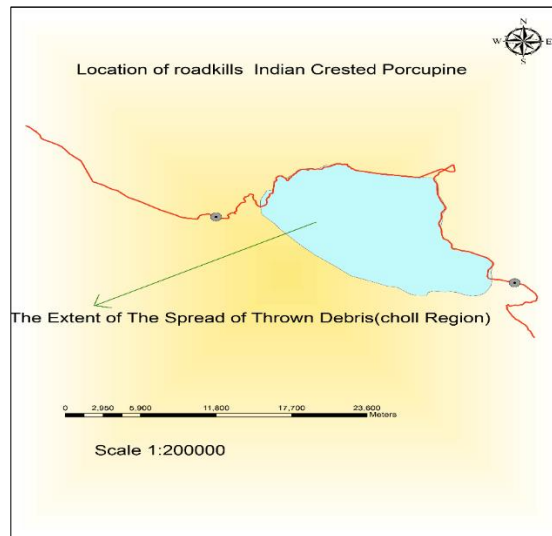 N
W E
S
Location of roadkills Indian Crested Porcupine
The Extent of The Spread of Thrown Debris(choll Region)
0 2,950 5,900 11,800 17,700 23,600
Meters
Scale 1:200000